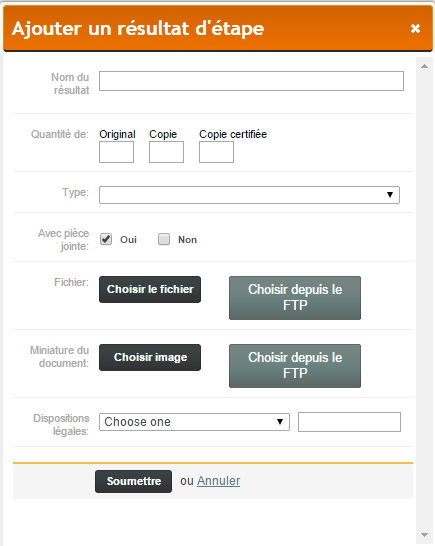 Ajouter un résultat d'étape
Nom du
résultat
Quantité de: Original Copie Copie certifiée
Type:
Avec pièce
jointe: Oui Non
Fichier: Choisir le fichier Choisir depuis le
FTP
Miniature du
document: Choisir image Choisir depuis le
FTP
Dispositions
légales: Choose one
Soumettre ou Annuler